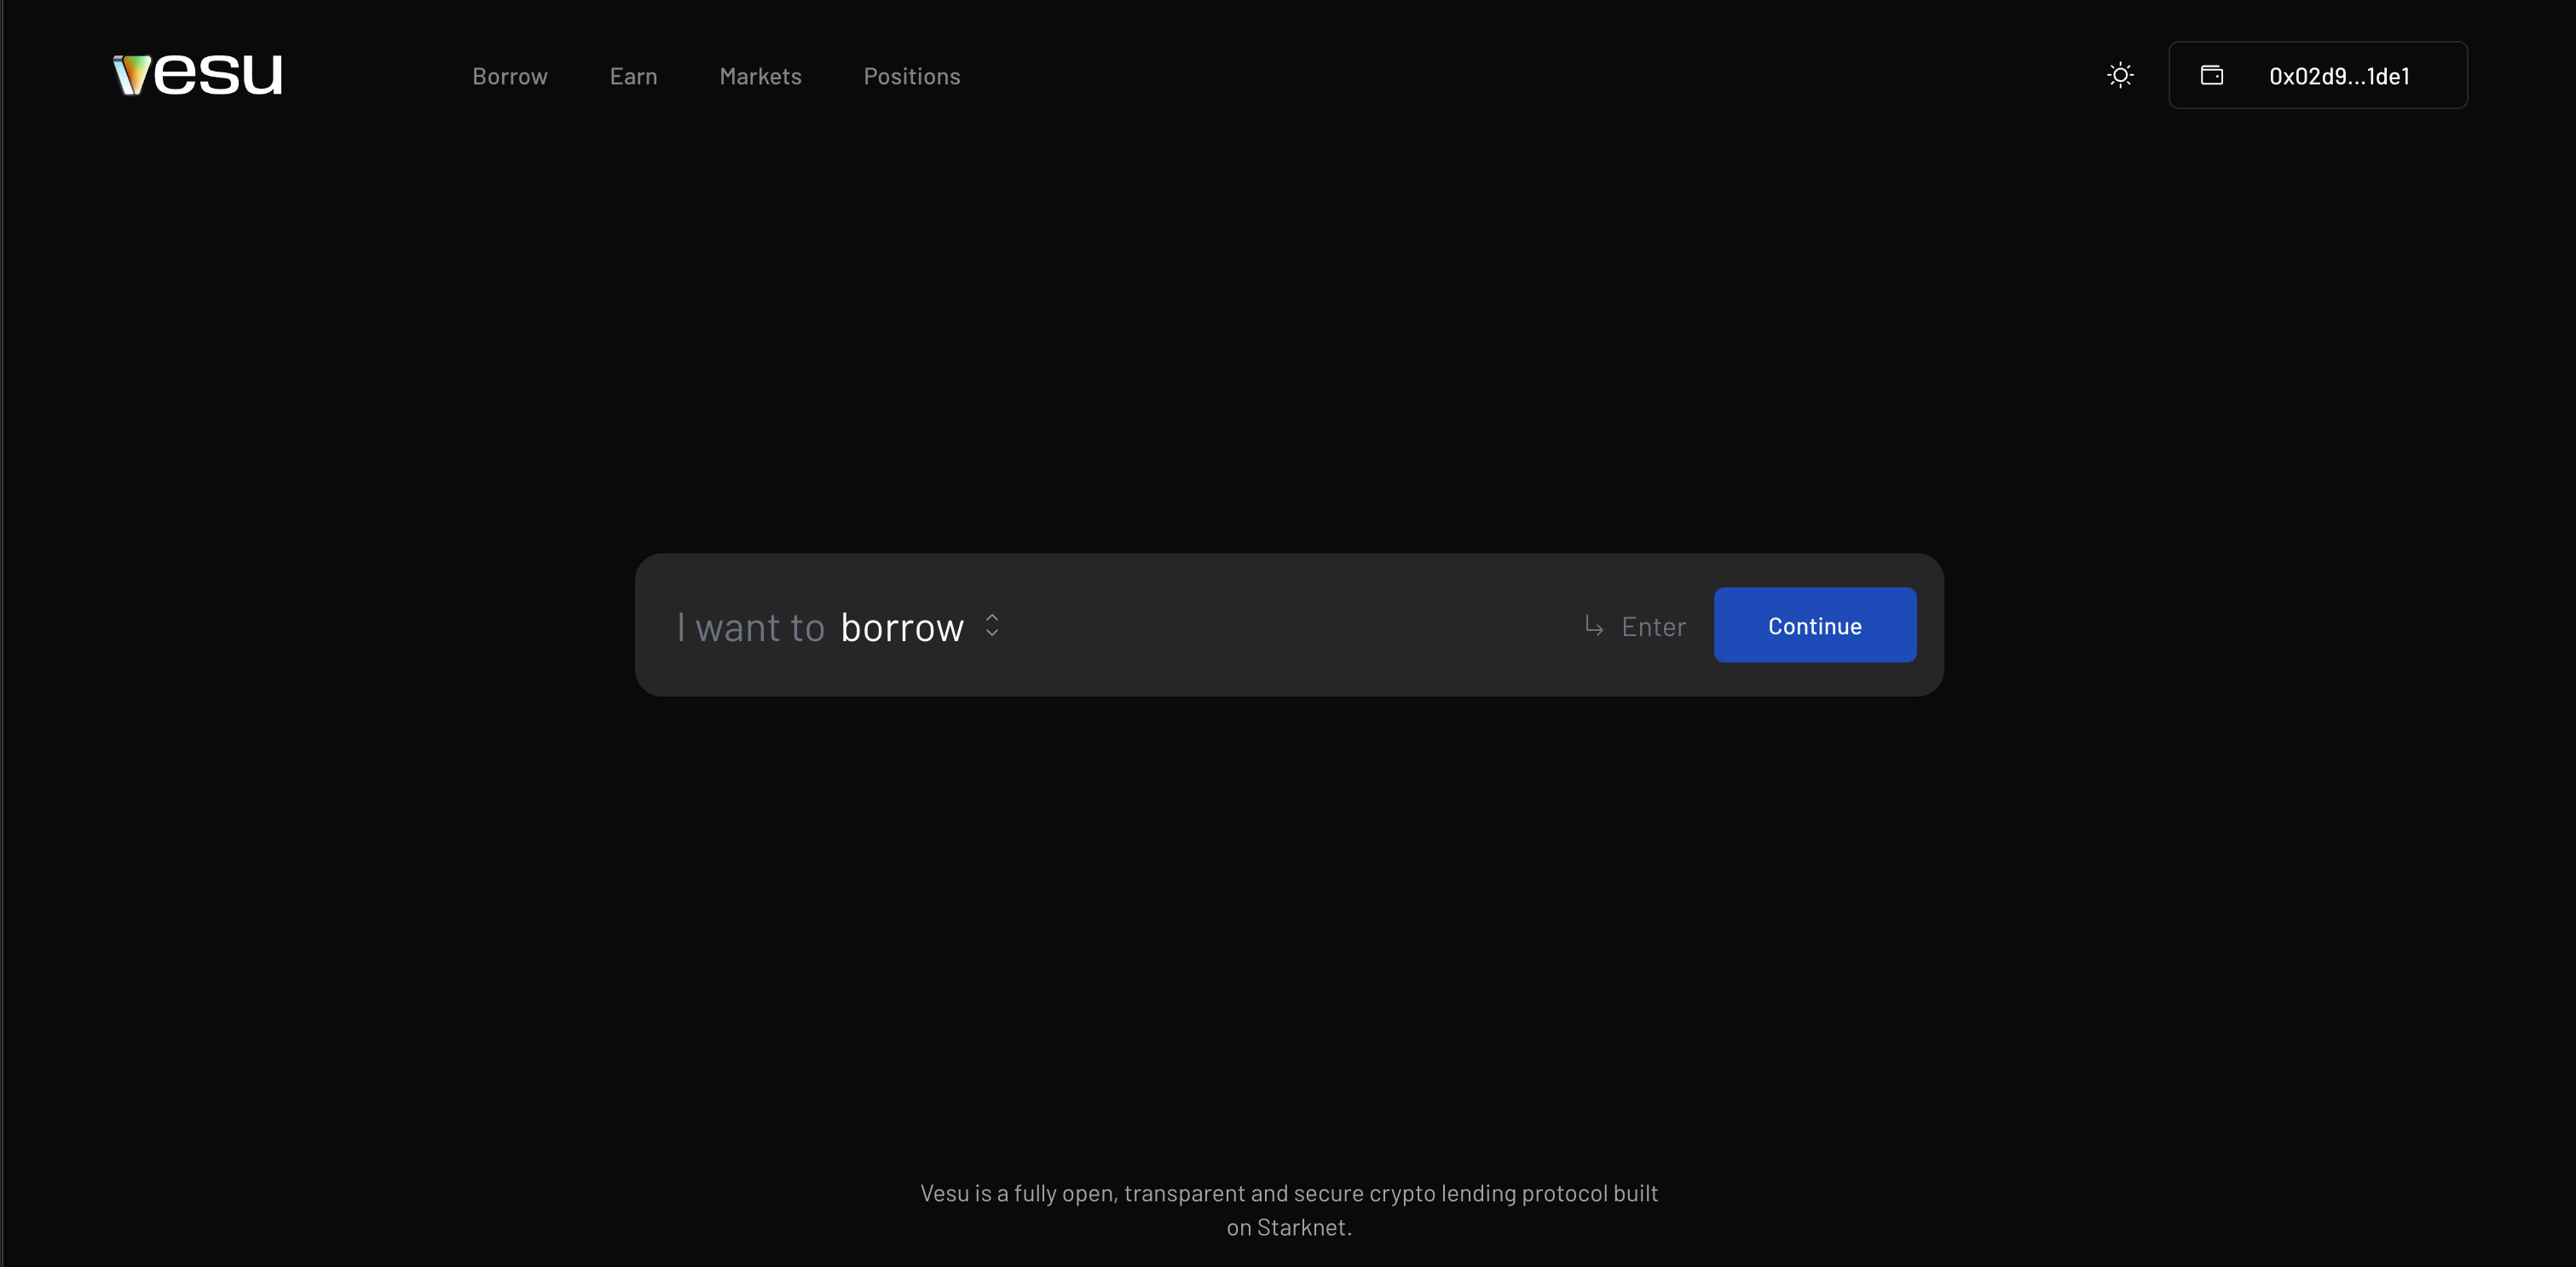 vesu
Borrow
Earn
Markets
Positions
0x02d9...1de1
I want to borrow
Enter
Continue
Vesu is a fully open, transparent and secure crypto lending protocol built
on Starknet.